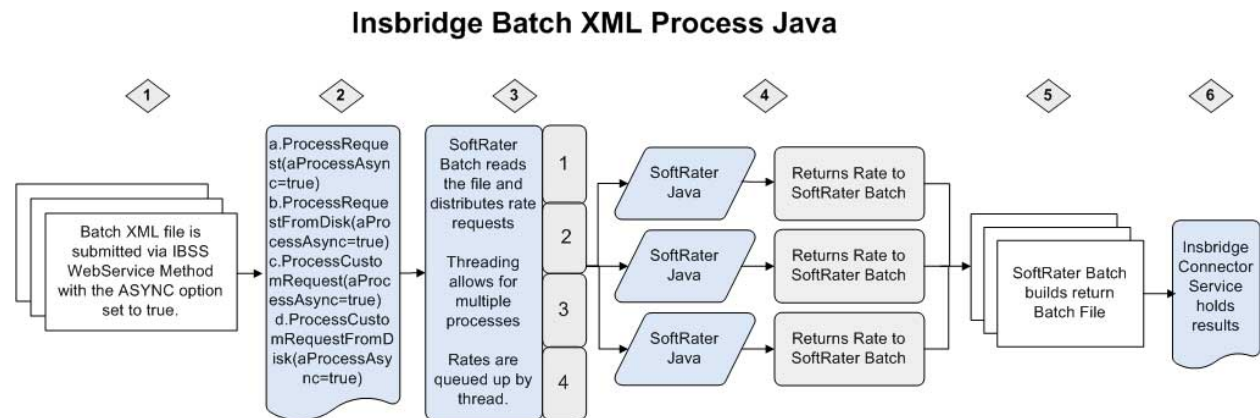 Insbridge Batch XML Process Java
1
2
3
4
5
6
Batch XML file is
submitted via IBSS
WebService Method
with the ASYNC option
set to true.
a.ProcessReque
st(aProcessAsyn
c=true)
b.ProcessReque
stFromDisk(aPro
cessAsync=true)
c.ProcessCusto
mRequest(aProc
essAsync=true)
d.ProcessCusto
mRequestFromD
isk(aProcessAsy
nc=true)
SoftRater
Batch reads
the file and
distributes rate
requests
Threading
allows for
multiple
processes
Rates are
queued up by
thread.
1
2
3
4
SoftRater
Java
Returns Rate to
SoftRater Batch
SoftRater
Java
Returns Rate to
SoftRater Batch
SoftRater
Java
Returns Rate to
SoftRater Batch
SoftRater Batch
builds return
Batch File
Insbridge
Connector
Service
holds
results